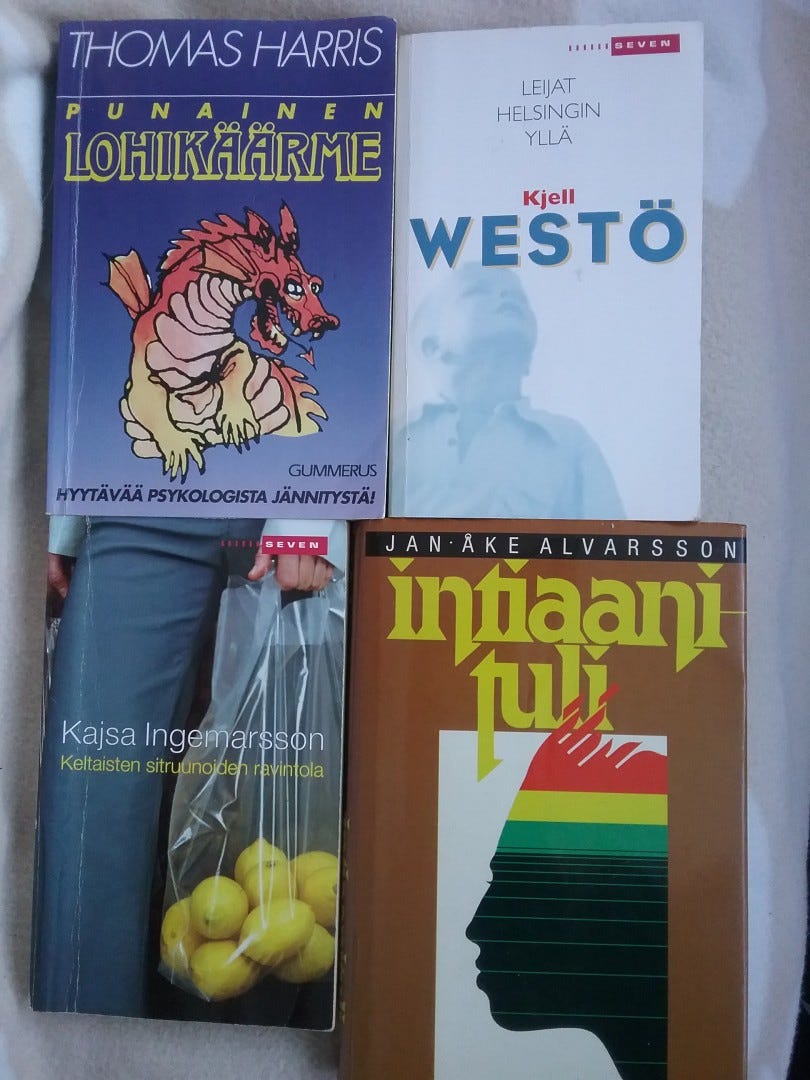 THOMAS HARRIS
PUNAINEN
LOHIKÄÄRME
GUMMERUS
HYYTÄVÄÄ PSYKOLOGISTA JÄNNITYSTÄ!
SEVEN
LEIJAT
HELSINGIN
YLLÄ
Kjell
WESTÖ
SEVEN
Kajsa Ingemarsson
Keltaisten sitruunoiden ravintola
JAN-ÅKE ALVARSSON
intiaani-
tuli